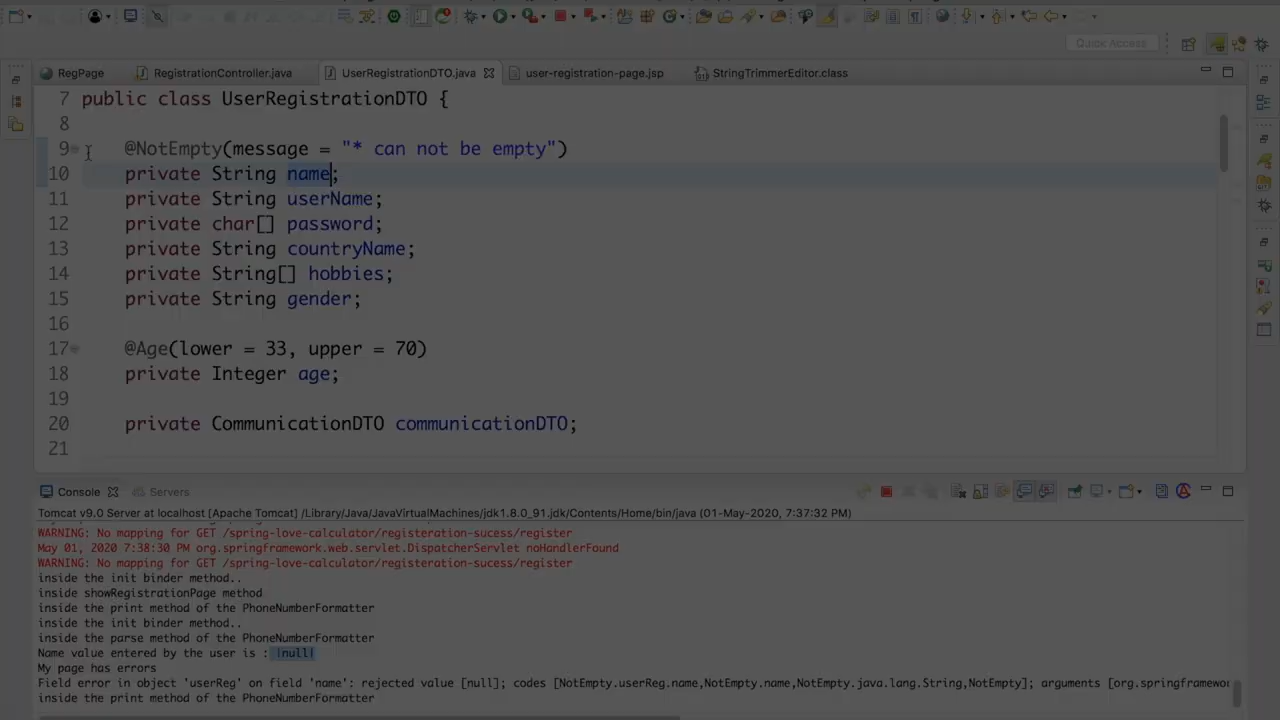 Quick Access
RegPage
RegistrationController.java
UserRegistrationDTO.java
user-registration-page.jsp
StringTrimmerEditor.class
7 public class UserRegistrationDTO {
8
9 @NotEmpty(message = "* can not be empty")
10 private String name;
11 private String userName;
12 private char[] password;
13 private String countryName;
14 private String[] hobbies;
15 private String gender;
16
17 @Age(lower = 33, upper = 70)
18 private Integer age;
19
20 private CommunicationDTO communicationDTO;
21
Console
Servers
Tomcat v9.0 Server at localhost [Apache Tomcat] /Library/Java/JavaVirtualMachines/jdk1.8.0_91.jdk/Contents/Home/bin/java (01-May-2020, 7:37:32 PM)
WARNING: No mapping for GET /spring-love-calculator/registeration-sucess/register
May 01, 2020 7:38:30 PM org.springframework.web.servlet.DispatcherServlet noHandlerFound
WARNING: No mapping for GET /spring-love-calculator/registeration-sucess/register
inside the init binder method..
inside showRegistrationPage method
inside the print method of the PhoneNumberFormatter
inside the init binder method..
inside the parse method of the PhoneNumberFormatter
Name value entered by the user is : |null|
My page has errors
Field error in object 'userReg' on field 'name': rejected value [null]; codes [NotEmpty.userReg.name,NotEmpty.name,NotEmpty.java.lang.String,NotEmpty]; arguments [org.springframewor
inside the print method of the PhoneNumberFormatter